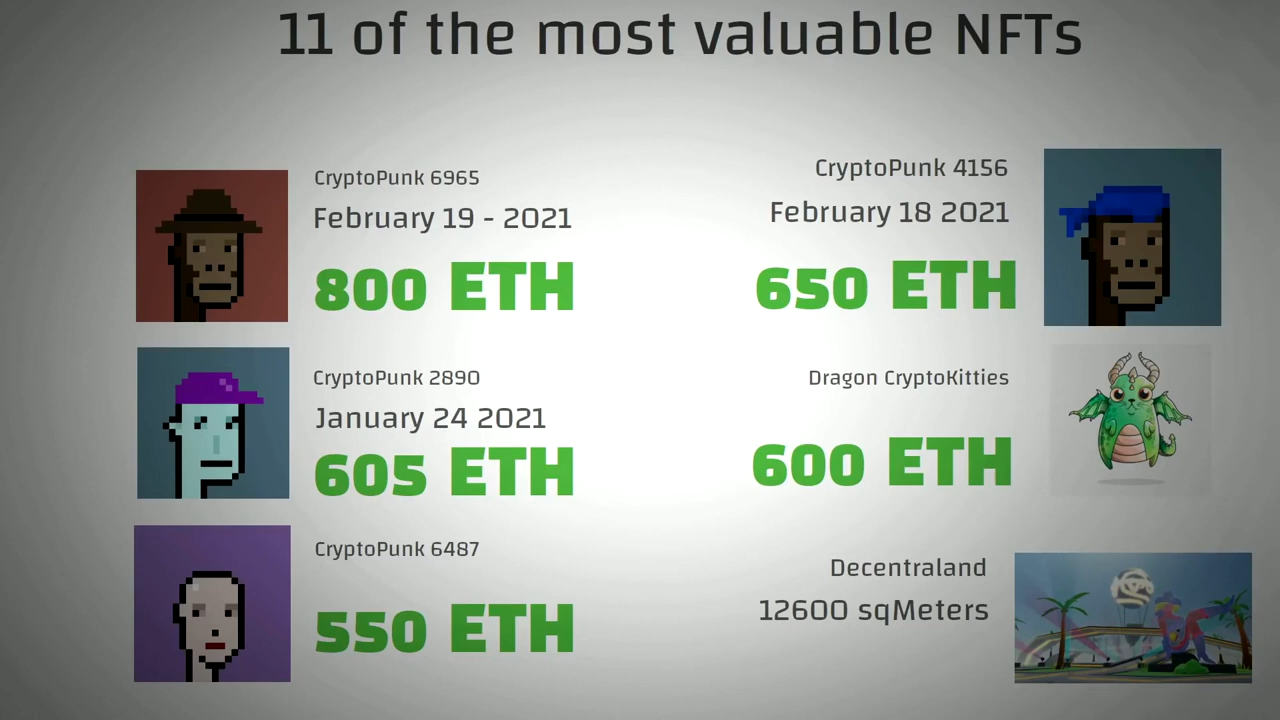 11 of the most valuable NFTs
CryptoPunk 6965
February 19 - 2021
800 ETH
CryptoPunk 4156
February 18 2021
650 ETH
CryptoPunk 2890
January 24 2021
605 ETH
Dragon CryptoKitties
600 ETH
CryptoPunk 6487
550 ETH
Decentraland
12600 sqMeters